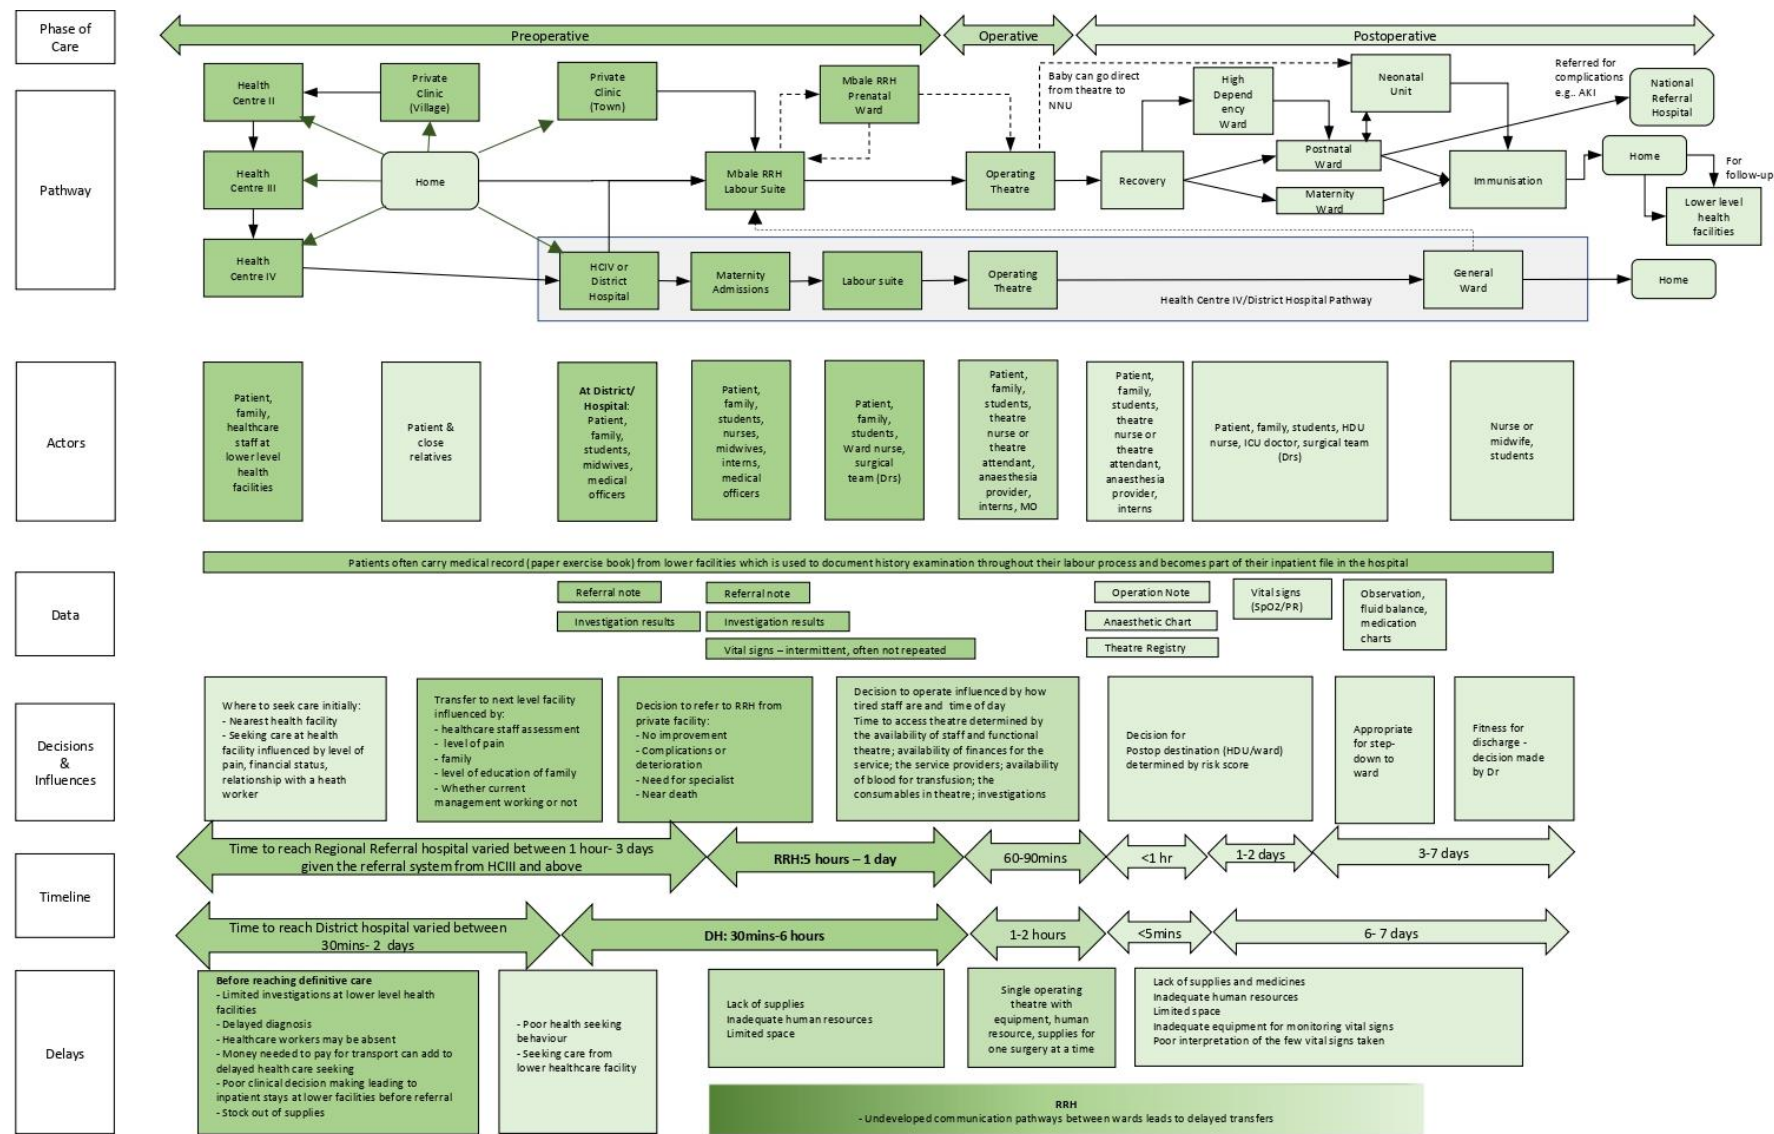 Phase of
Care
Preoperative
Operative
Postoperative
Pathway
Health
Centre II
Private
Clinic
(Village)
Private
Clinic
(Town)
Mbale RRH
Prenatal
Ward
Baby can go direct
from theatre to
NNU
High
Depend
ency
Ward
Neonatal
Unit
Referred for
complications
e.g.. AKI
National
Referral
Hospital
Health
Centre III
Home
Mbale RRH
Labour Suite
Operating
Theatre
Recovery
Postnatal
Ward
Maternity
Ward
Immunisation
Home
For
follow-up
Lower level
health
facilities
Health
Centre IV
HCIV or
District
Hospital
Maternity
Admissions
Labour suite
Operating
Theatre
Health Centre IV/District Hospital Pathway
General
Ward
Home
Actors
Patient,
family,
healthcare
staff at
lower level
health
facilities
Patient &
close
relatives
At District/
Hospital:
Patient,
family,
students,
midwives,
medical
officers
Patient,
family,
students,
nurses,
midwives,
interns,
medical
officers
Patient,
family,
students,
Ward nurse,
surgical
team (Drs)
Patient,
family,
students,
theatre
nurse or
theatre
attendant,
anaesthesia
provider,
interns, MO
Patient,
family,
students,
theatre
nurse or
theatre
attendant,
anaesthesia
provider,
interns
Patient, family, students, HDU
nurse, ICU doctor, surgical team
(Drs)
Nurse or
midwife,
students
Data
Patients often carry medical record (paper exercise book) from lower facilities which is used to document history examination throughout their labour process and becomes part of their inpatient file in the hospital
Referral note
Investigation results
Referral note
Investigation results
Vital signs – intermittent, often not repeated
Operation Note
Anaesthetic Chart
Theatre Registry
Vital signs
(SpO2/PR)
Observation,
fluid balance,
medication
charts
Decisions
&
Influences
Where to seek care initially:
- Nearest health facility
- Seeking care at health
facility influenced by level of
pain, financial status,
relationship with a heath
worker
Transfer to next level facility
influenced by:
- healthcare staff assessment
- level of pain
- family
- level of education of family
- Whether current
management working or not
Decision to refer to RRH from
private facility:
- No improvement
- Complications or
deterioration
- Need for specialist
- Near death
Decision to operate influenced by how
tired staff are and time of day
Time to access theatre determined by
the availability of staff and functional
theatre; availability of finances for the
service; the service providers; availability
of blood for transfusion; the
consumables in theatre; investigations
Decision for
Postop destination (HDU/ward)
determined by risk score
Appropriate
for step-
down to
ward
Fitness for
discharge -
decision made
by Dr
Timeline
Time to reach Regional Referral hospital varied between 1 hour- 3 days
given the referral system from HCIII and above
RRH:5 hours – 1 day
60-90mins
<1 hr
1-2 days
3-7 days
Time to reach District hospital varied between
30mins- 2 days
DH: 30mins-6 hours
1-2 hours
<5mins
6- 7 days
Delays
Before reaching definitive care
- Limited investigations at lower level health
facilities
- Delayed diagnosis
- Healthcare workers may be absent
- Money needed to pay for transport can add to
delayed health care seeking
- Poor clinical decision making leading to
inpatient stays at lower facilities before referral
- Stock out of supplies
- Poor health seeking
behaviour
- Seeking care from
lower healthcare facility
Lack of supplies
Inadequate human resources
Limited space
Single operating
theatre with
equipment, human
resource, supplies for
one surgery at a time
Lack of supplies and medicines
Inadequate human resources
Limited space
Inadequate equipment for monitoring vital signs
Poor interpretation of the few vital signs taken
RRH
- Undeveloped communication pathways between wards leads to delayed transfers